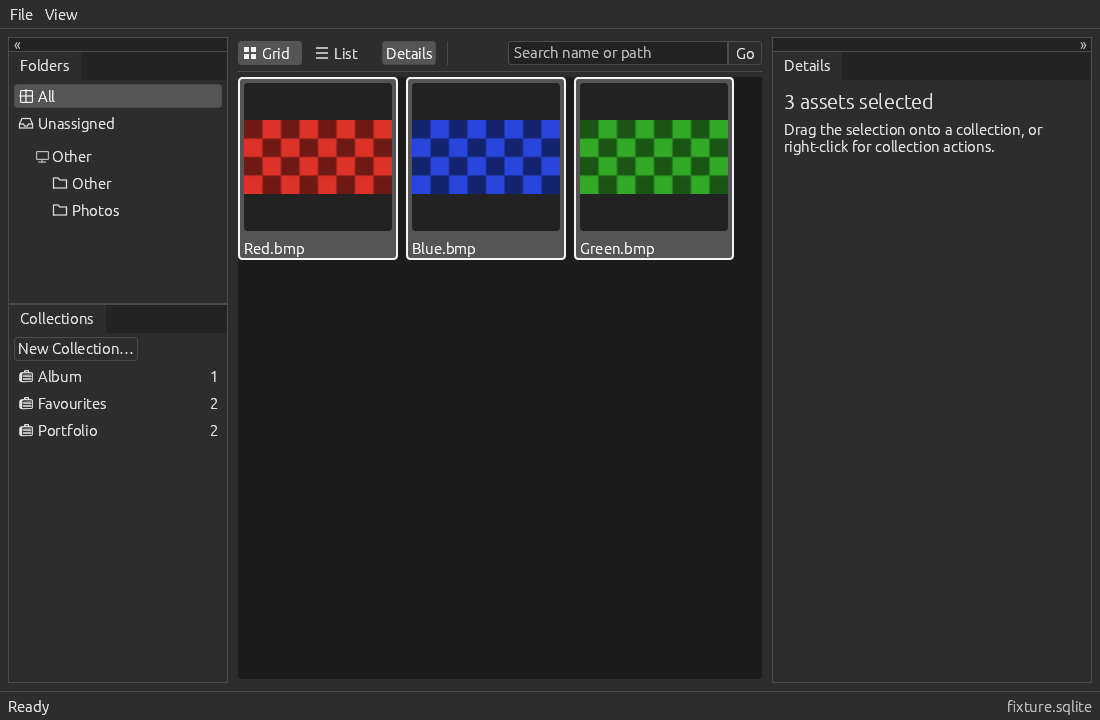 File View
«
Folders
All
Unassigned
Other
Other
Photos
Collections
New Collection...
Album 1
Favourites 2
Portfolio 2
Grid List Details Search name or path Go
Red.bmp Blue.bmp Green.bmp
»
Details
3 assets selected
Drag the selection onto a collection, or
right-click for collection actions.
Ready fixture.sqlite